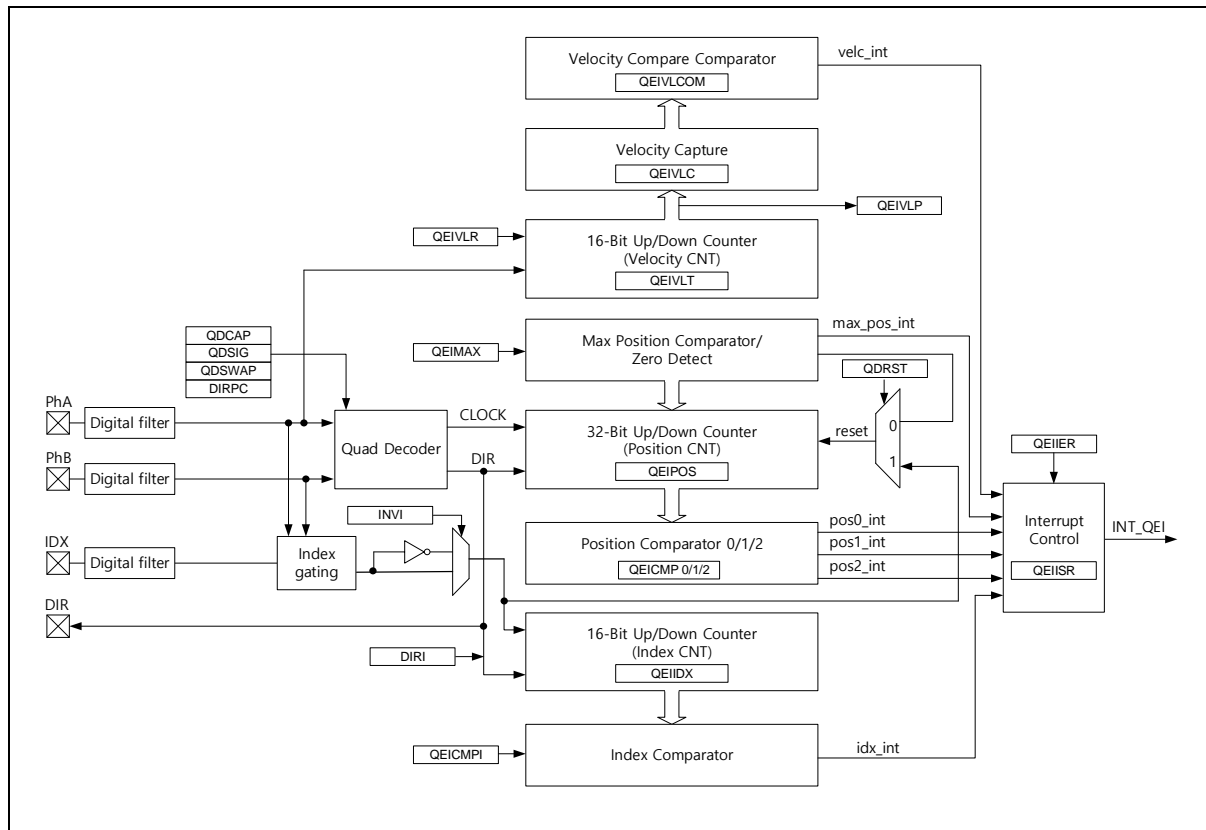 Velocity Compare Comparator
QEIVLCOM
velc_int
Velocity Capture
QEIVLC
QEIVLP
QEIVLR
16-Bit Up/Down Counter
(Velocity CNT)
QEIVLT
QDCAP
QDSIG
QDSWAP
DIRPC
QEIMAX
Max Position Comparator/
Zero Detect
max_pos_int
QDRST
PhA
Digital filter
PhB
Digital filter
Quad Decoder
CLOCK
DIR
32-Bit Up/Down Counter
(Position CNT)
QEIPOS
reset
0
1
QEIIER
INVI
IDX
Digital filter
Index
gating
Position Comparator 0/1/2
QEICMP 0/1/2
pos0_int
pos1_int
pos2_int
Interrupt
Control
QEIISR
INT_QEI
DIR
DIRI
16-Bit Up/Down Counter
(Index CNT)
QEIIDX
QEICMPI
Index Comparator
idx_int